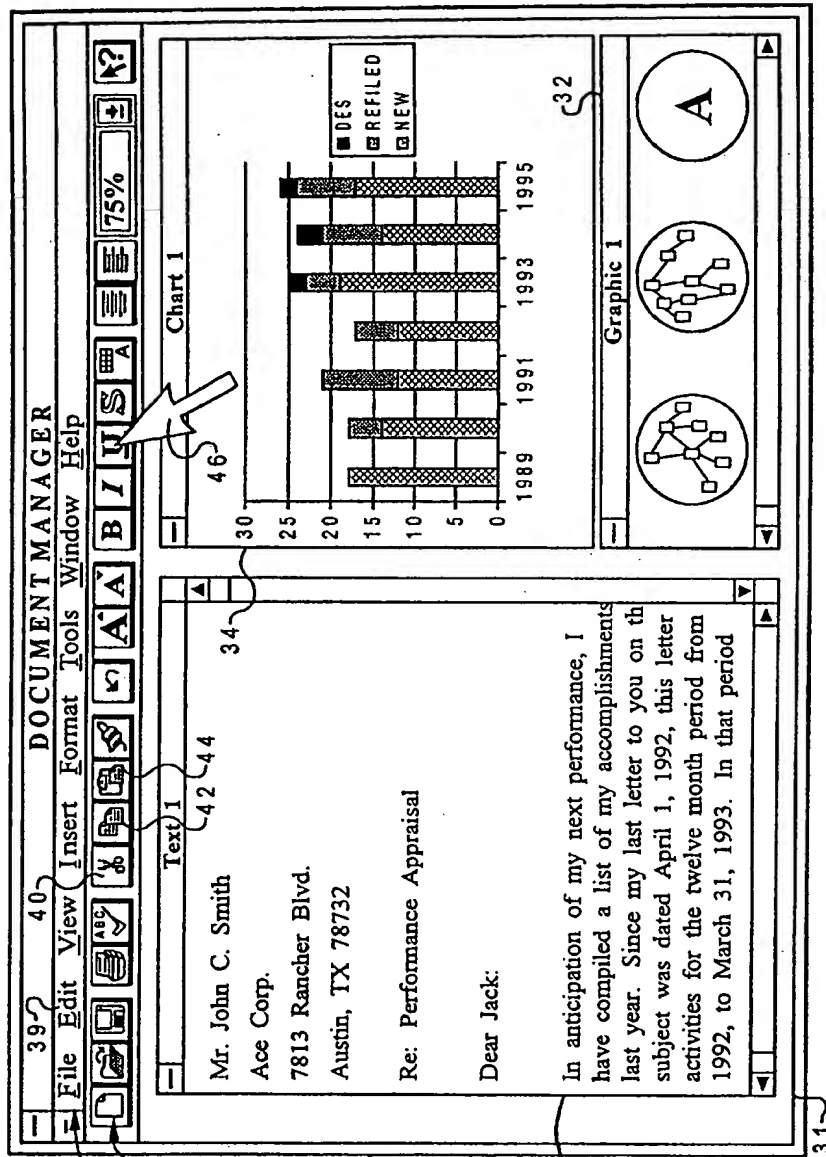 39
DOCUMENT MANAGER
File Edit View Insert Format Tools Window Help
40
ABC
A A B I U S A
75%
?
42
44
46
Text 1
Mr. John C. Smith
Ace Corp.
7813 Rancher Blvd.
Austin, TX 78732
Re: Performance Appraisal
Dear Jack:
In anticipation of my next performance, I
have compiled a list of my accomplishments
last year. Since my last letter to you on th
subject was dated April 1, 1992, this letter
activities for the twelve month period from
1992, to March 31, 1993. In that period
34
Chart 1
30
25
20
15
10
5
0
1989 1991 1993 1995
DES
REFILED
NEW
32
Graphic 1
A
31